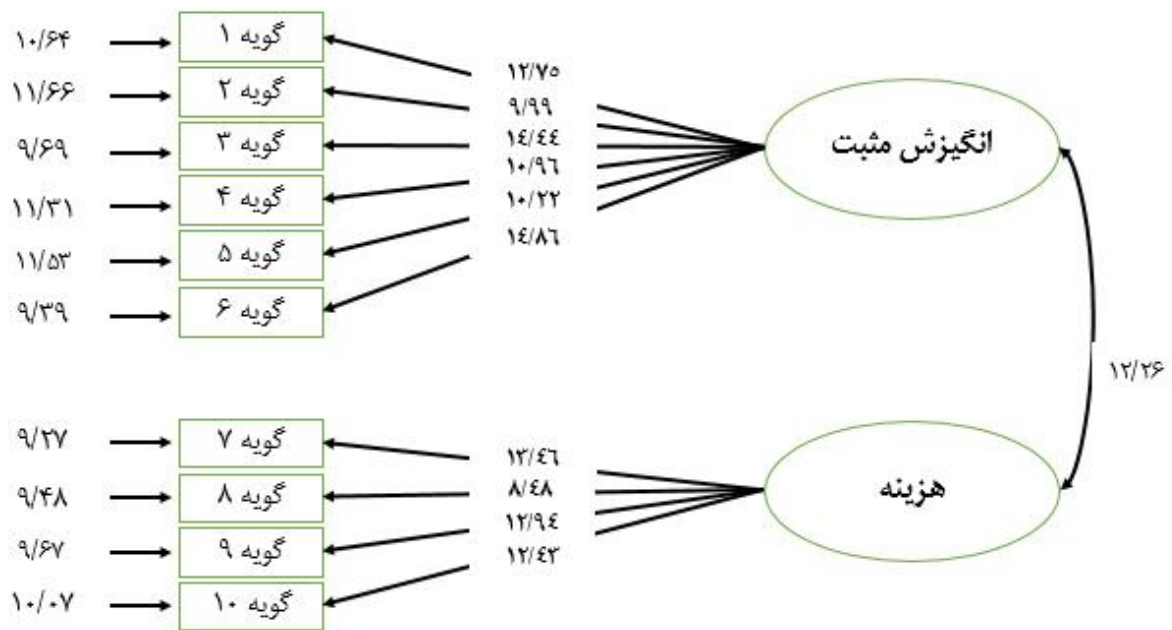 گویه ۱
گویه ۲
گویه ۳
گویه ۴
گویه ۵
گویه ۶
۱۰/۶۴
۱۱/۶۶
۹/۶۹
۱۱/۳۱
۱۱/۵۳
۹/۳۹
۱۲/۷٥
۹/۹۹
۱٤/٤٤
۱۰/۹٦
۱۰/۲۲
۱٤/۸٦
انگیزش مثبت
۱۲/۲۶
گویه ۷
گویه ۸
گویه ۹
گویه ۱۰
۹/۲۷
۹/۴۸
۹/۶۷
۱۰/۰۷
۱۳/٤٦
۸/٤۸
۱۲/۹٤
۱۲/٤۳
هزینه